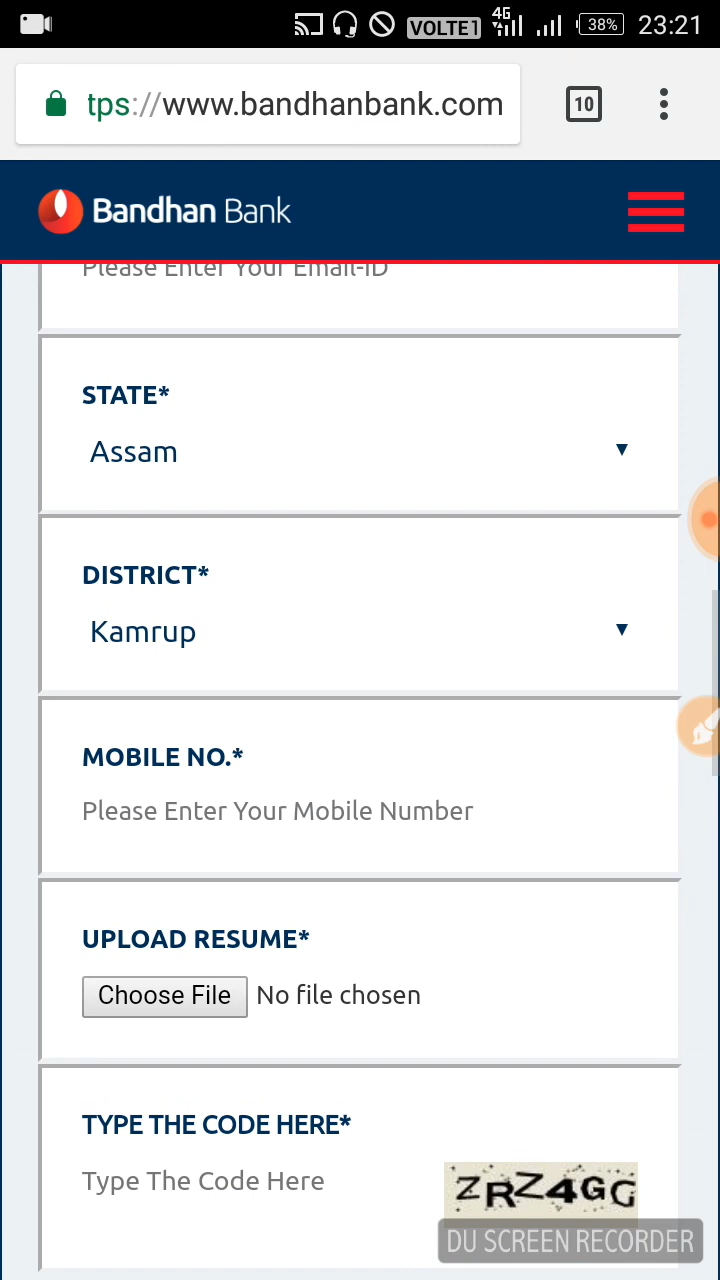 VOLTE1 4G 38% 23:21
tps://www.bandhanbank.com 10
Bandhan Bank
Please Enter Your Email-ID
STATE*
Assam ▼
DISTRICT*
Kamrup ▼
MOBILE NO.*
Please Enter Your Mobile Number
UPLOAD RESUME*
Choose File No file chosen
TYPE THE CODE HERE*
Type The Code Here ZRZ4GG
DU SCREEN RECORDER